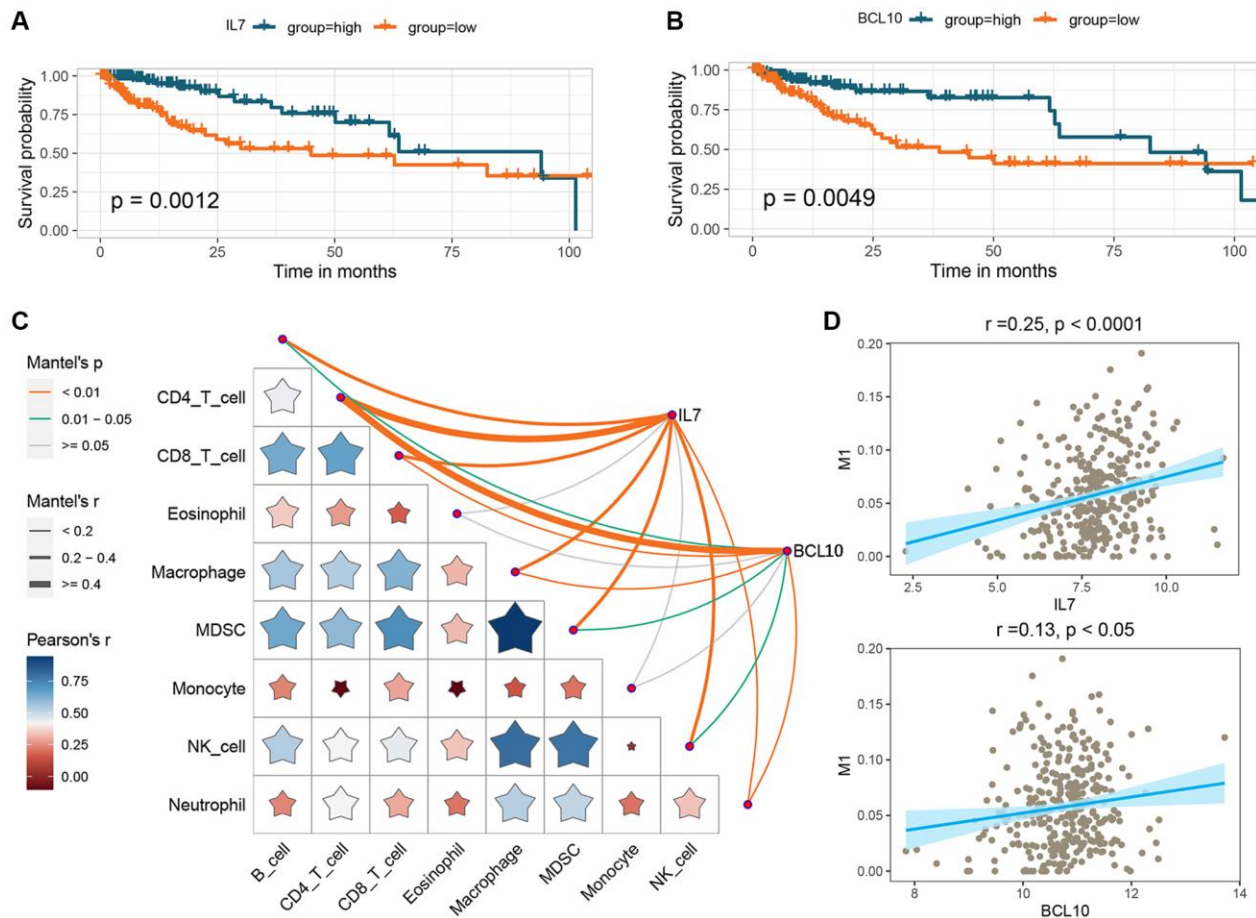 A
IL7 group=high group=low
1.00
0.75
0.50
0.25
0.00
Survival probability
p = 0.0012
0 25 50 75 100
Time in months
B
BCL10 group=high group=low
1.00
0.75
0.50
0.25
0.00
Survival probability
p = 0.0049
0 25 50 75 100
Time in months
C
Mantel's p
< 0.01
0.01 – 0.05
>= 0.05
Mantel's r
< 0.2
0.2 – 0.4
>= 0.4
Pearson's r
0.75
0.50
0.25
0.00
CD4_T_cell
CD8_T_cell
Eosinophil
Macrophage
MDSC
Monocyte
NK_cell
Neutrophil
B_cell
CD4_T_cell
CD8_T_cell
Eosinophil
Macrophage
MDSC
Monocyte
NK_cell
IL7
BCL10
D
r =0.25, p < 0.0001
0.20
0.15
0.10
0.05
0.00
M1
2.5 5.0 7.5 10.0
IL7
r=0.13, p < 0.05
0.20
0.15
0.10
0.05
0.00
M1
8 10 12 14
BCL10